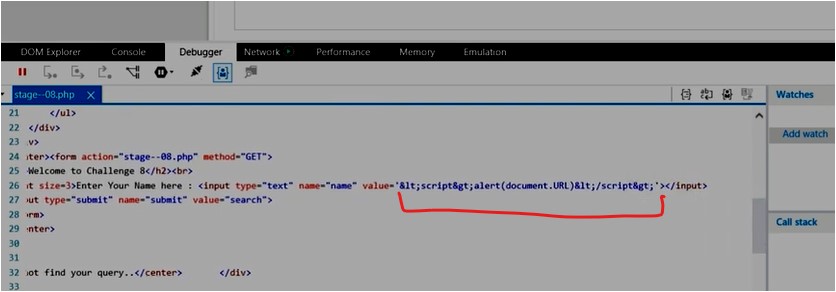 DOM Explorer Console Debugger Network Performance Memory Emulation
stage--08.php X
Watches
Add watch
Call stack
21 </ul>
22 </div>
23 v>
24 iter><form action="stage--08.php" method="GET">
25 Welcome to Challenge 8</h2><br>
26 it size=3>Enter Your Name here : <input type="text" name="name" value='&lt;script&gt;alert(document.URL)&lt;/script&gt;'></input>
27 ut type="submit" name="submit" value="search">
28 rm>
29 enter>
30
31
32 ot find your query..</center> </div>
33